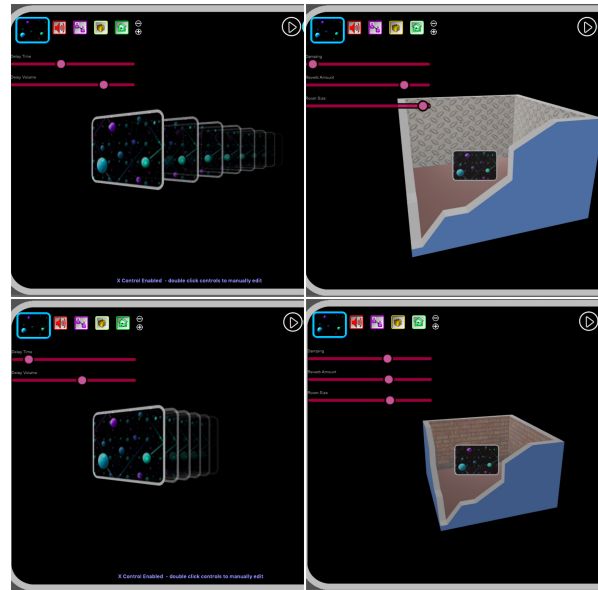 Delay Time
Delay Volume
X Control Enabled - double click controls to manually edit
Damping
Reverb Amount
Room Size
Delay Time
Delay Volume
X Control Enabled - double click controls to manually edit
Damping
Reverb Amount
Room Size